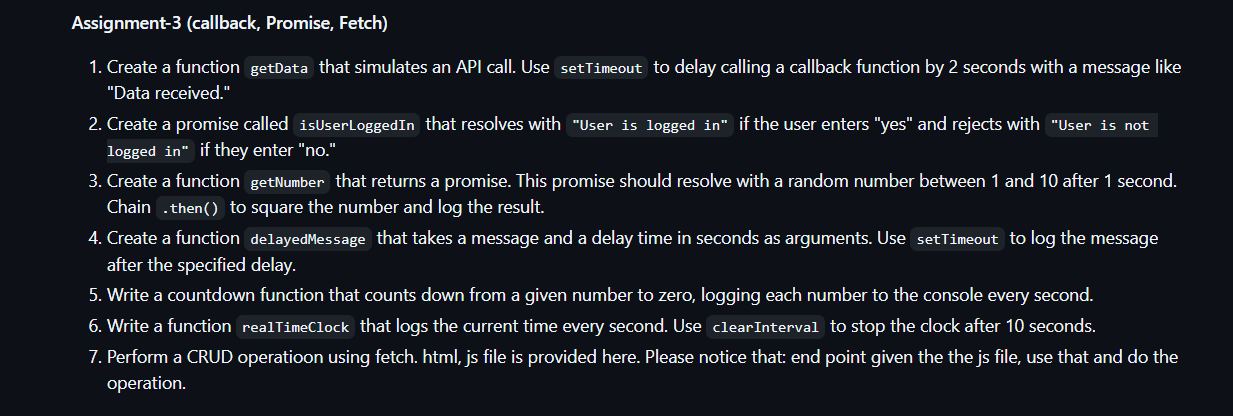 Assignment-3 (callback, Promise, Fetch)
1. Create a function getData that simulates an API call. Use setTimeout to delay calling a callback function by 2 seconds with a message like
"Data received."
2. Create a promise called isUserLoggedIn that resolves with "User is logged in" if the user enters "yes" and rejects with "User is not
logged in" if they enter "no."
3. Create a function getNumber that returns a promise. This promise should resolve with a random number between 1 and 10 after 1 second.
Chain .then() to square the number and log the result.
4. Create a function delayedMessage that takes a message and a delay time in seconds as arguments. Use setTimeout to log the message
after the specified delay.
5. Write a countdown function that counts down from a given number to zero, logging each number to the console every second.
6. Write a function realTimeClock that logs the current time every second. Use clearInterval to stop the clock after 10 seconds.
7. Perform a CRUD operatioon using fetch. html, js file is provided here. Please notice that: end point given the the js file, use that and do the
operation.